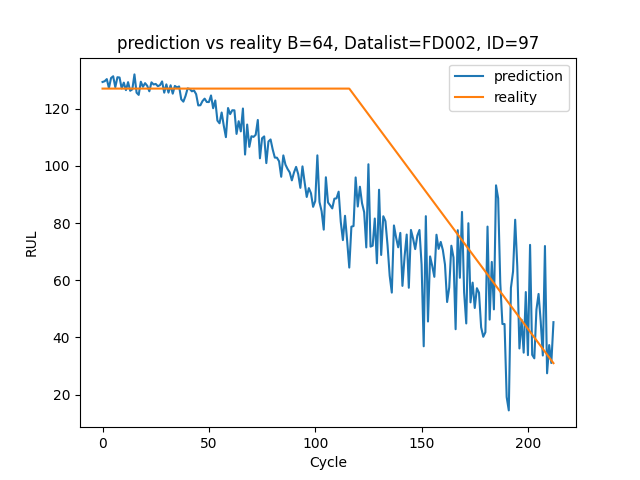 prediction vs reality B=64, Datalist=FD002, ID=97
prediction
reality
RUL
120
100
80
60
40
20
0
50
100
150
200
Cycle